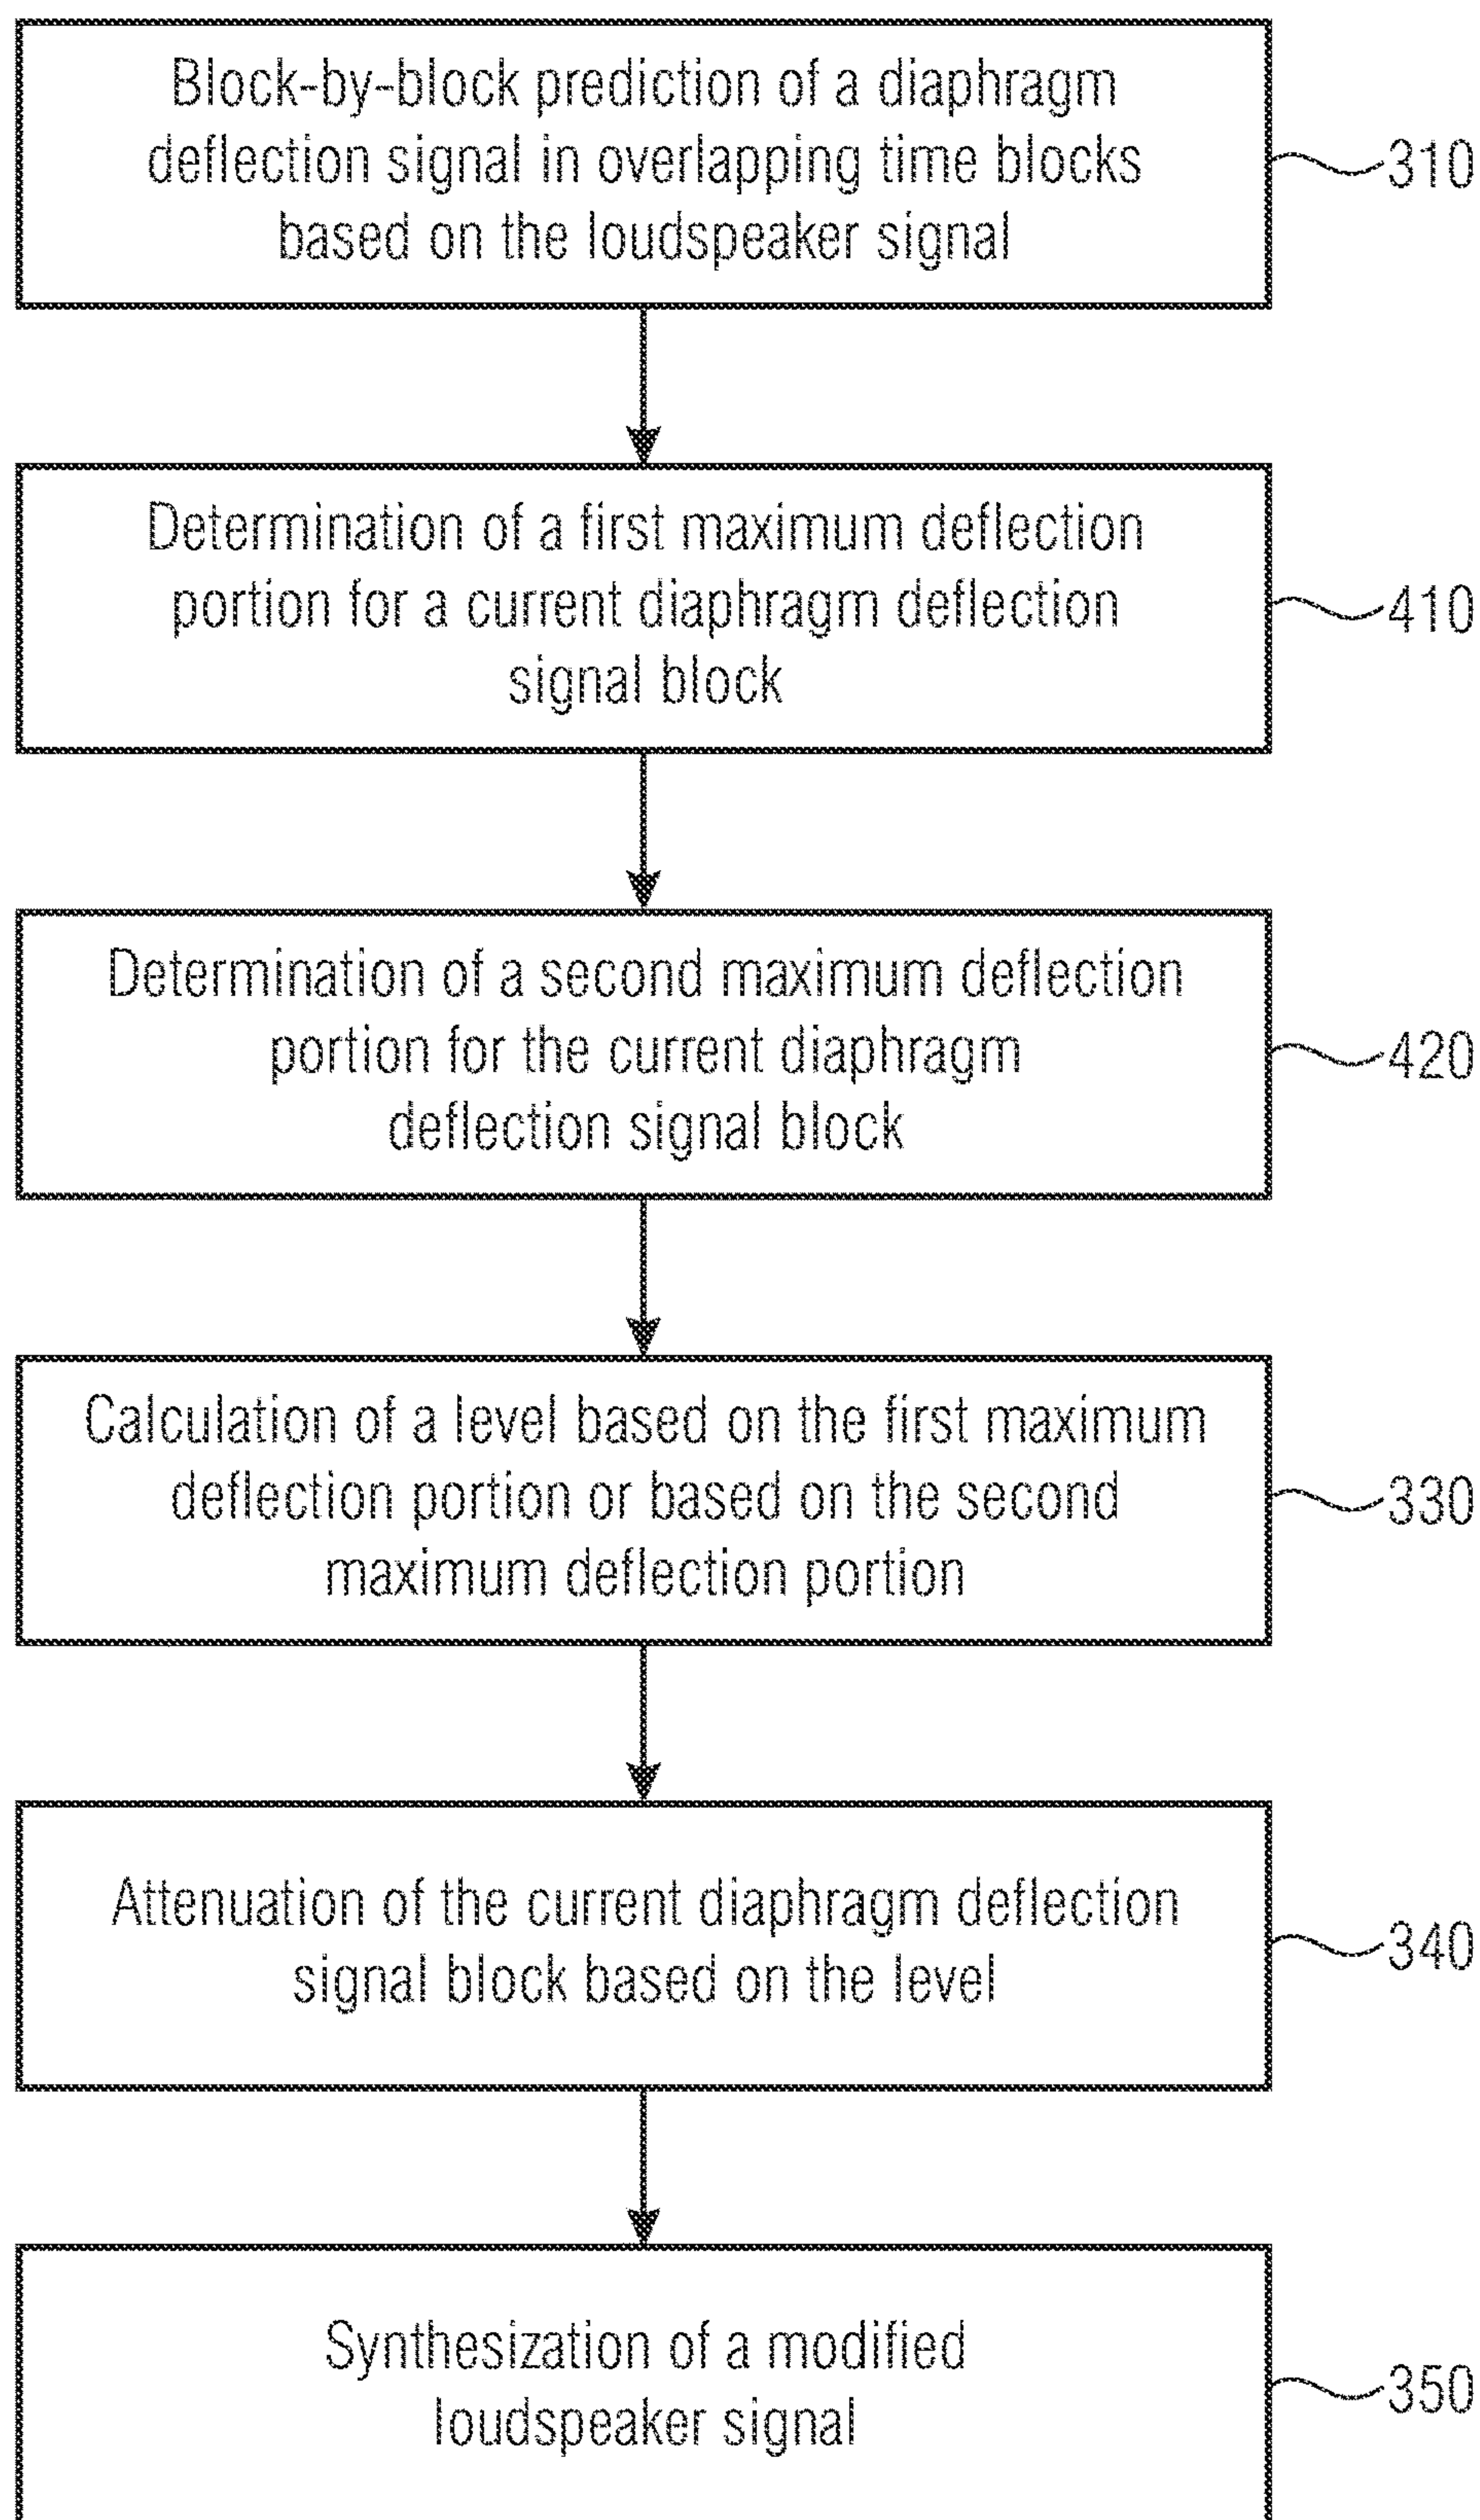 Block-by-block prediction of a diaphragm
deflection signal in overlapping time blocks
based on the loudspeaker signal
310
Determination of a first maximum deflection
portion for a current diaphragm deflection
signal block
410
Determination of a second maximum deflection
portion for the current diaphragm
deflection signal block
420
Calculation of a level based on the first maximum
deflection portion or based on the second
maximum deflection portion
330
Attenuation of the current diaphragm deflection
signal block based on the level
340
Synthesization of a modified
loudspeaker signal
350